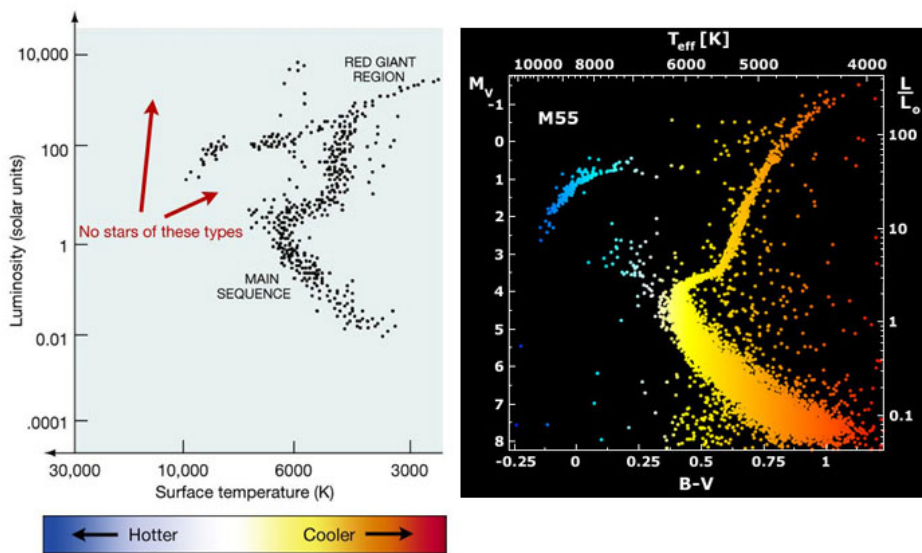 10,000
1,000
100
1
0.01
.0001
Luminosity (solar units)
RED GIANT
REGION
No stars of these types
MAIN
SEQUENCE
30,000 10,000 6000 3000
Surface temperature (K)
Hotter Cooler
T eff [K]
10000 8000 6000 5000 4000
M V
-1
0
1
2
3
4
5
6
7
8
M55
L
L o
100
10
1
0.1
-0.25 0 0.25 0.5 0.75 1
B-V